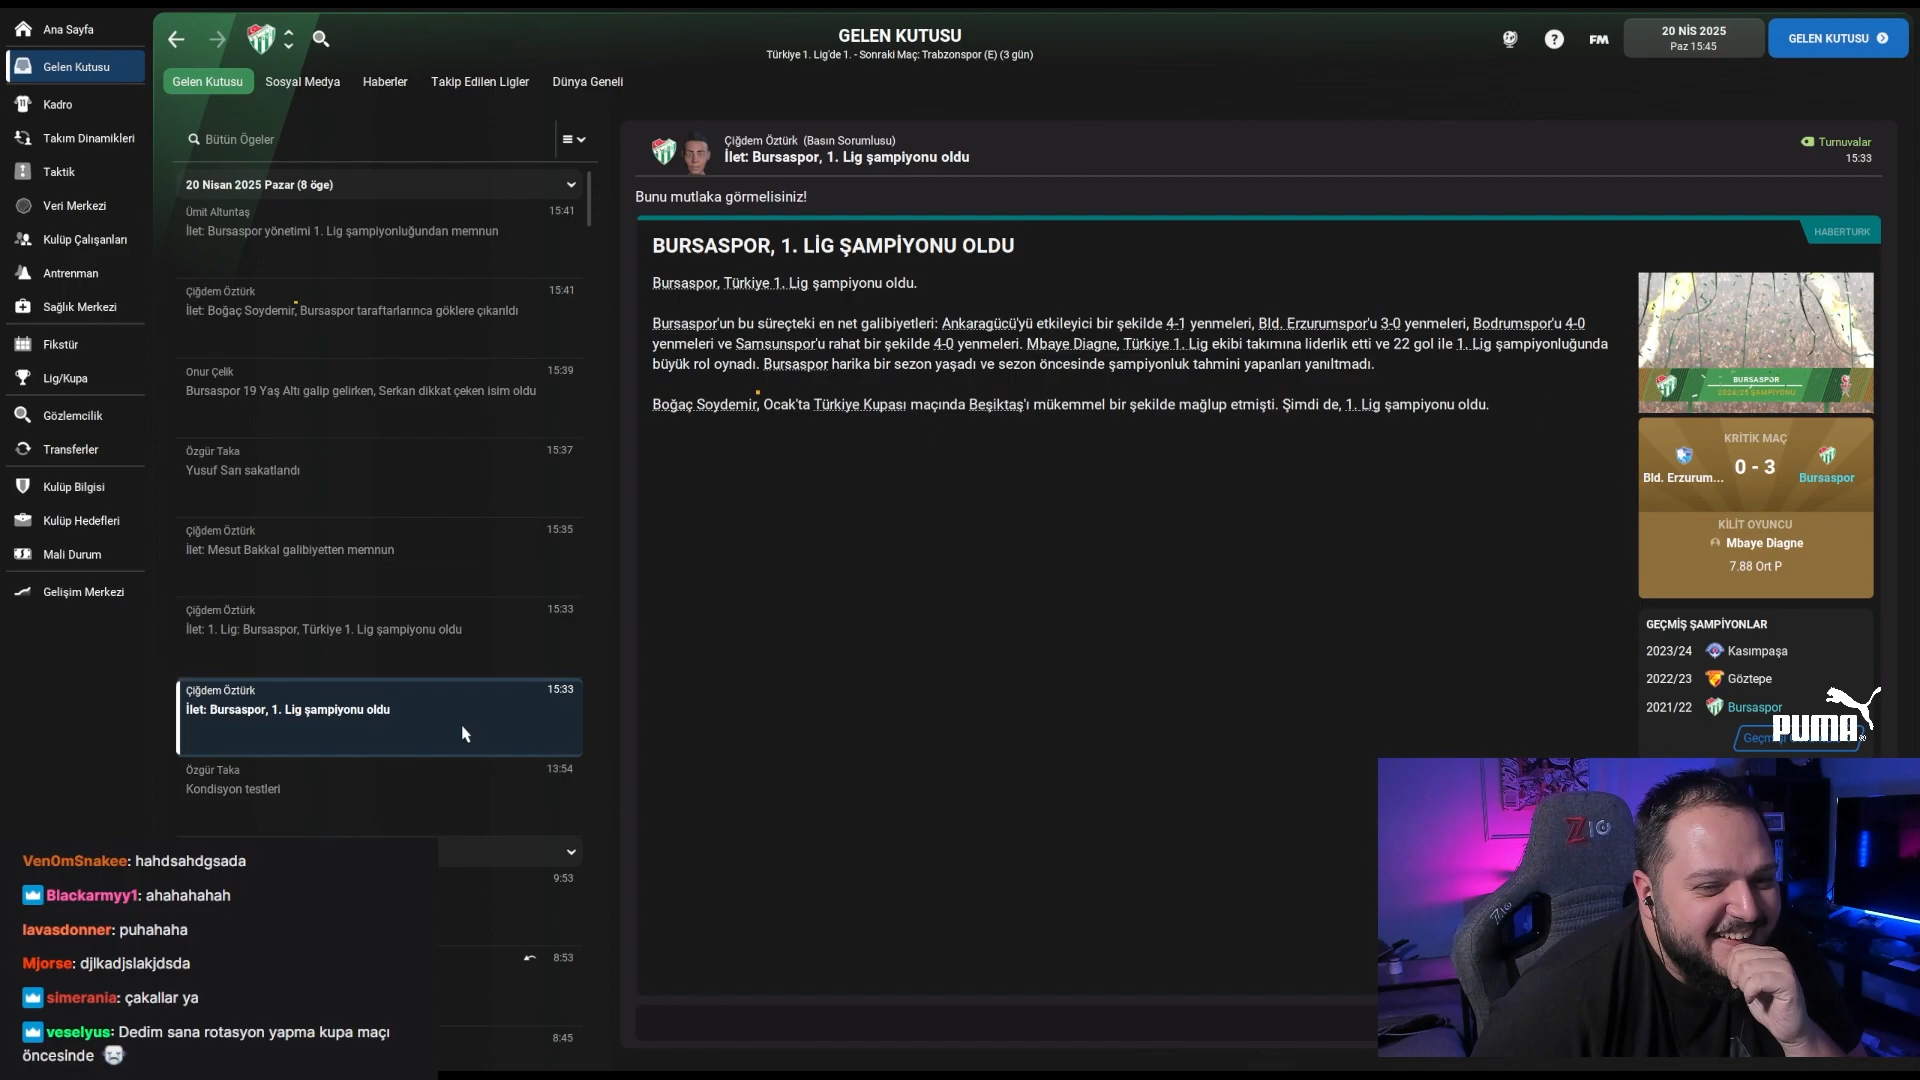 Ana Sayfa
Gelen Kutusu
Kadro
Takım Dinamikleri
Taktik
Veri Merkezi
Kulüp Çalışanları
Antrenman
Sağlık Merkezi
Fikstür
Lig/Kupa
Gözlemcilik
Transferler
Kulüp Bilgisi
Kulüp Hedefleri
Mali Durum
Gelişim Merkezi
GELEN KUTUSU
Türkiye 1. Lig'de 1. - Sonraki Maç: Trabzonspor (E) (3 gün)
FM
20 NİS 2025
Paz 15:45
GELEN KUTUSU
Gelen Kutusu Sosyal Medya Haberler Takip Edilen Ligler Dünya Geneli
Bütün Ögeler
20 Nisan 2025 Pazar (8 öge)
Ümit Altuntaş 15:41
İlet: Bursaspor yönetimi 1. Lig şampiyonluğundan memnun
Çiğdem Öztürk 15:41
İlet: Boğaç Soydemir, Bursaspor taraftarlarınca göklere çıkarıldı
Onur Çelik 15:39
Bursaspor 19 Yaş Altı galip gelirken, Serkan dikkat çeken isim oldu
Özgür Taka 15:37
Yusuf Sarı sakatlandı
Çiğdem Öztürk 15:35
İlet: Mesut Bakkal galibiyetten memnun
Çiğdem Öztürk 15:33
İlet: 1. Lig: Bursaspor, Türkiye 1. Lig şampiyonu oldu
Çiğdem Öztürk 15:33
İlet: Bursaspor, 1. Lig şampiyonu oldu
Özgür Taka 13:54
Kondisyon testleri
9:53
8:53
8:45
Çiğdem Öztürk (Basın Sorumlusu)
İlet: Bursaspor, 1. Lig şampiyonu oldu
Turnuvalar
15:33
Bunu mutlaka görmelisiniz!
HABERTURK
BURSASPOR, 1. LİG ŞAMPİYONU OLDU
Bursaspor, Türkiye 1. Lig şampiyonu oldu.
Bursaspor'un bu süreçteki en net galibiyetleri: Ankaragücü'yü etkileyici bir şekilde 4-1 yenmeleri, Bld. Erzurumspor'u 3-0 yenmeleri, Bodrumspor'u 4-0
yenmeleri ve Samsunspor'u rahat bir şekilde 4-0 yenmeleri. Mbaye Diagne, Türkiye 1. Lig ekibi takımına liderlik etti ve 22 gol ile 1. Lig şampiyonluğunda
büyük rol oynadı. Bursaspor harika bir sezon yaşadı ve sezon öncesinde şampiyonluk tahmini yapanları yanıltmadı.
Boğaç Soydemir, Ocak'ta Türkiye Kupası maçında Beşiktaş'ı mükemmel bir şekilde mağlup etmişti. Şimdi de, 1. Lig şampiyonu oldu.
BURSASPOR
2024/25 ŞAMPİYONU
KRİTİK MAÇ
0 - 3
Bld. Erzurum... Bursaspor
KİLİT OYUNCU
Mbaye Diagne
7.88 Ort P
GEÇMİŞ ŞAMPİYONLAR
2023/24 Kasımpaşa
2022/23 Göztepe
2021/22 Bursaspor
PUMA
ZIO
ZIO
Ven0mSnakee: hahdsahdgsada
Blackarmyy1: ahahahahah
lavasdonner: puhahaha
Mjorse: djlkadjslakjdsda
simerania: çakallar ya
veselyus: Dedim sana rotasyon yapma kupa maçı
öncesinde